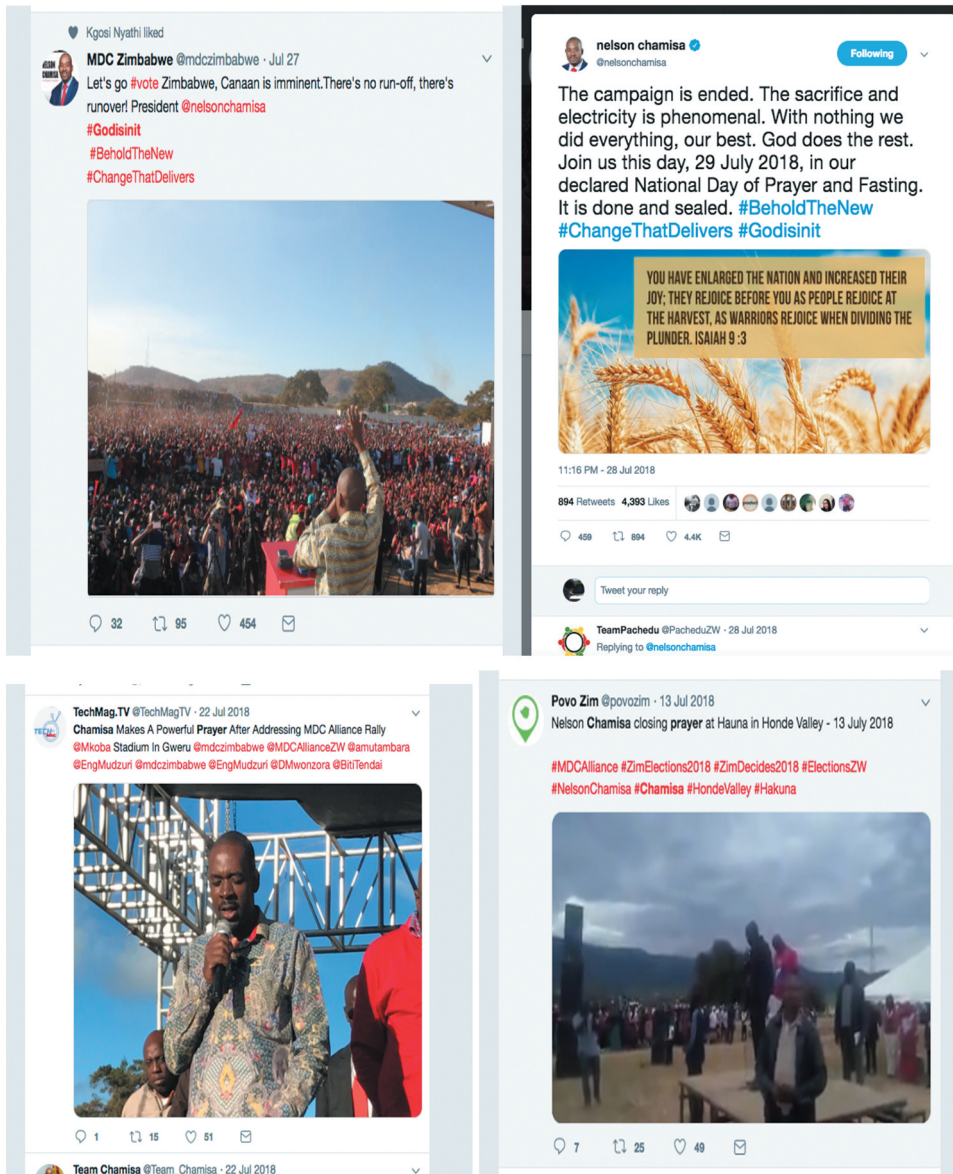 Kgosi Nyathi liked
MDC Zimbabwe @mdczimbabwe · Jul 27
Let's go #vote Zimbabwe, Canaan is imminent.There's no run-off, there's
runover! President @nelsonchamisa
#Godisinit
#BeholdTheNew
#ChangeThatDelivers
32 95 454
nelson chamisa
@nelsonchamisa
Following
The campaign is ended. The sacrifice and
electricity is phenomenal. With nothing we
did everything, our best. God does the rest.
Join us this day, 29 July 2018, in our
declared National Day of Prayer and Fasting.
It is done and sealed. #BeholdTheNew
#ChangeThatDelivers #Godisinit
YOU HAVE ENLARGED THE NATION AND INCREASED THEIR
JOY; THEY REJOICE BEFORE YOU AS PEOPLE REJOICE AT
THE HARVEST, AS WARRIORS REJOICE WHEN DIVIDING THE
PLUNDER. ISAIAH 9 :3
11:16 PM - 28 Jul 2018
894 Retweets 4,393 Likes
459 894 4.4K
Tweet your reply
TeamPachedu @PacheduZW · 28 Jul 2018
Replying to @nelsonchamisa
TechMag.TV @TechMagTV · 22 Jul 2018
Chamisa Makes A Powerful Prayer After Addressing MDC Alliance Rally
@Mkoba Stadium In Gweru @mdczimbabwe @MDCAllianceZW @amutambara
@EngMudzuri @mdczimbabwe @EngMudzuri @DMwonzora @BitiTendai
1 15 51
Team Chamisa @Team_Chamisa · 22 Jul 2018
Povo Zim @povozim · 13 Jul 2018
Nelson Chamisa closing prayer at Hauna in Honde Valley - 13 July 2018
#MDCAlliance #ZimElections2018 #ZimDecides2018 #ElectionsZW
#NelsonChamisa #Chamisa #HondeValley #Hakuna
7 25 49